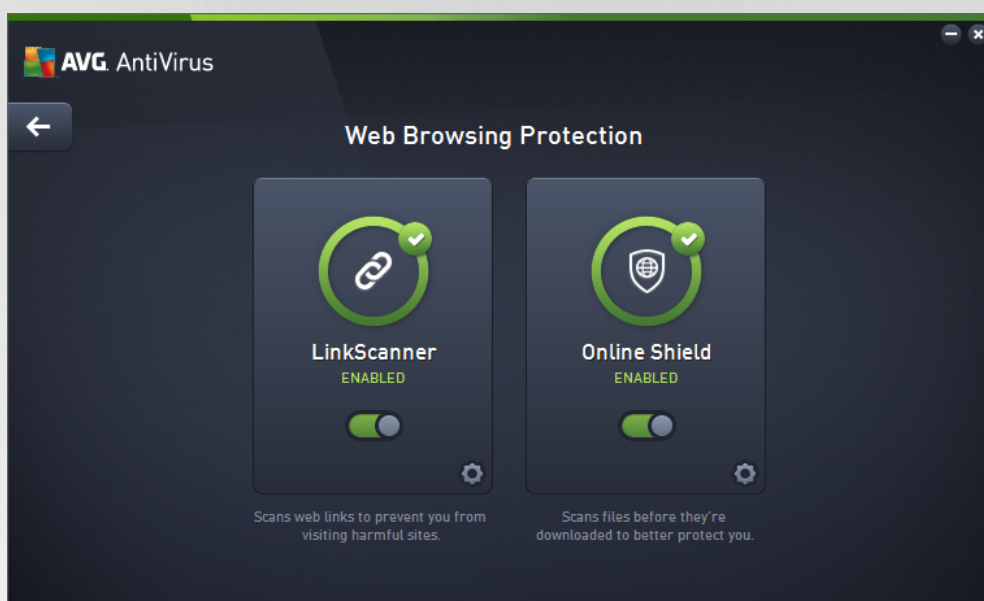 AVG. AntiVirus
Web Browsing Protection
LinkScanner
ENABLED
Scans web links to prevent you from
visiting harmful sites.
Online Shield
ENABLED
Scans files before they're
downloaded to better protect you.